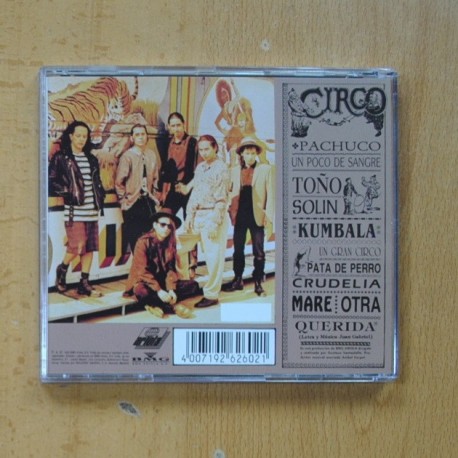 CIRCO
PACHUCO
UN POCO DE SANGRE
TOÑO
SOLIN
KUMBALA
UN GRAN CIRCO
PATA DE PERRO
CRUDELIA
MARE OTRA
QUERIDA*
(Letra y Música: Juan Gabriel)
BMG
4 007192 626021